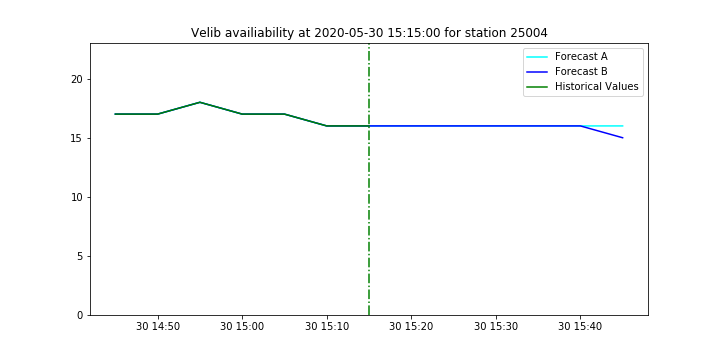 Velib availiability at 2020-05-30 15:15:00 for station 25004
Forecast A
Forecast B
Historical Values
20
15
10
5
0
30 14:50 30 15:00 30 15:10 30 15:20 30 15:30 30 15:40